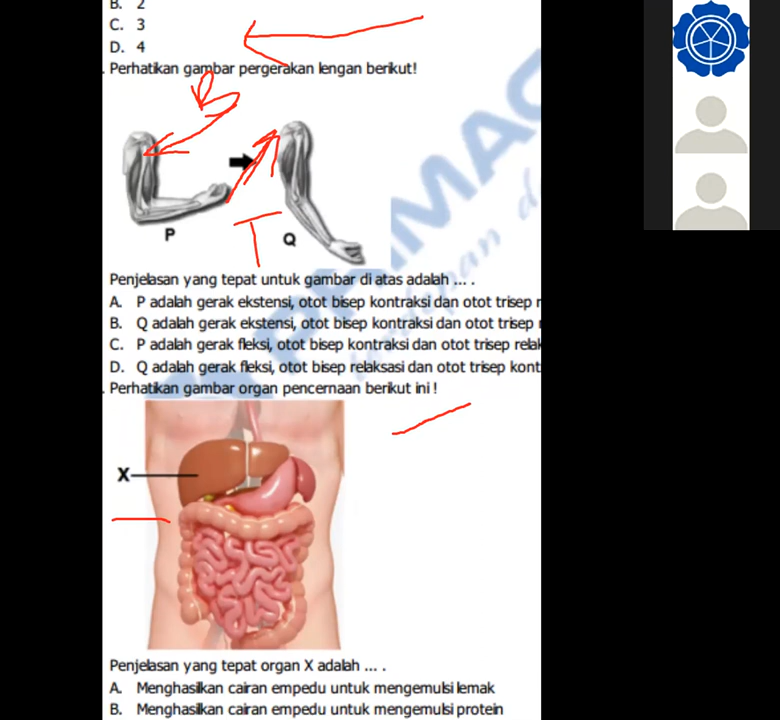 B. 2
C. 3
D. 4
. Perhatikan gambar pergerakan lengan berikut!
B
T
P
Q
Penjelasan yang tepat untuk gambar di atas adalah ... .
A. P adalah gerak ekstensi, otot bisep kontraksi dan otot trisep r
B. Q adalah gerak ekstensi, otot bisep kontraksi dan otot trisep
C. P adalah gerak fleksi, otot bisep kontraksi dan otot trisep relak
D. Q adalah gerak fleksi, otot bisep relaksasi dan otot trisep kont
. Perhatikan gambar organ pencernaan berikut ini !
X
Penjelasan yang tepat organ X adalah ... .
A. Menghasilkan cairan empedu untuk mengemulsi lemak
B. Menghasilkan cairan empedu untuk mengemulsi protein